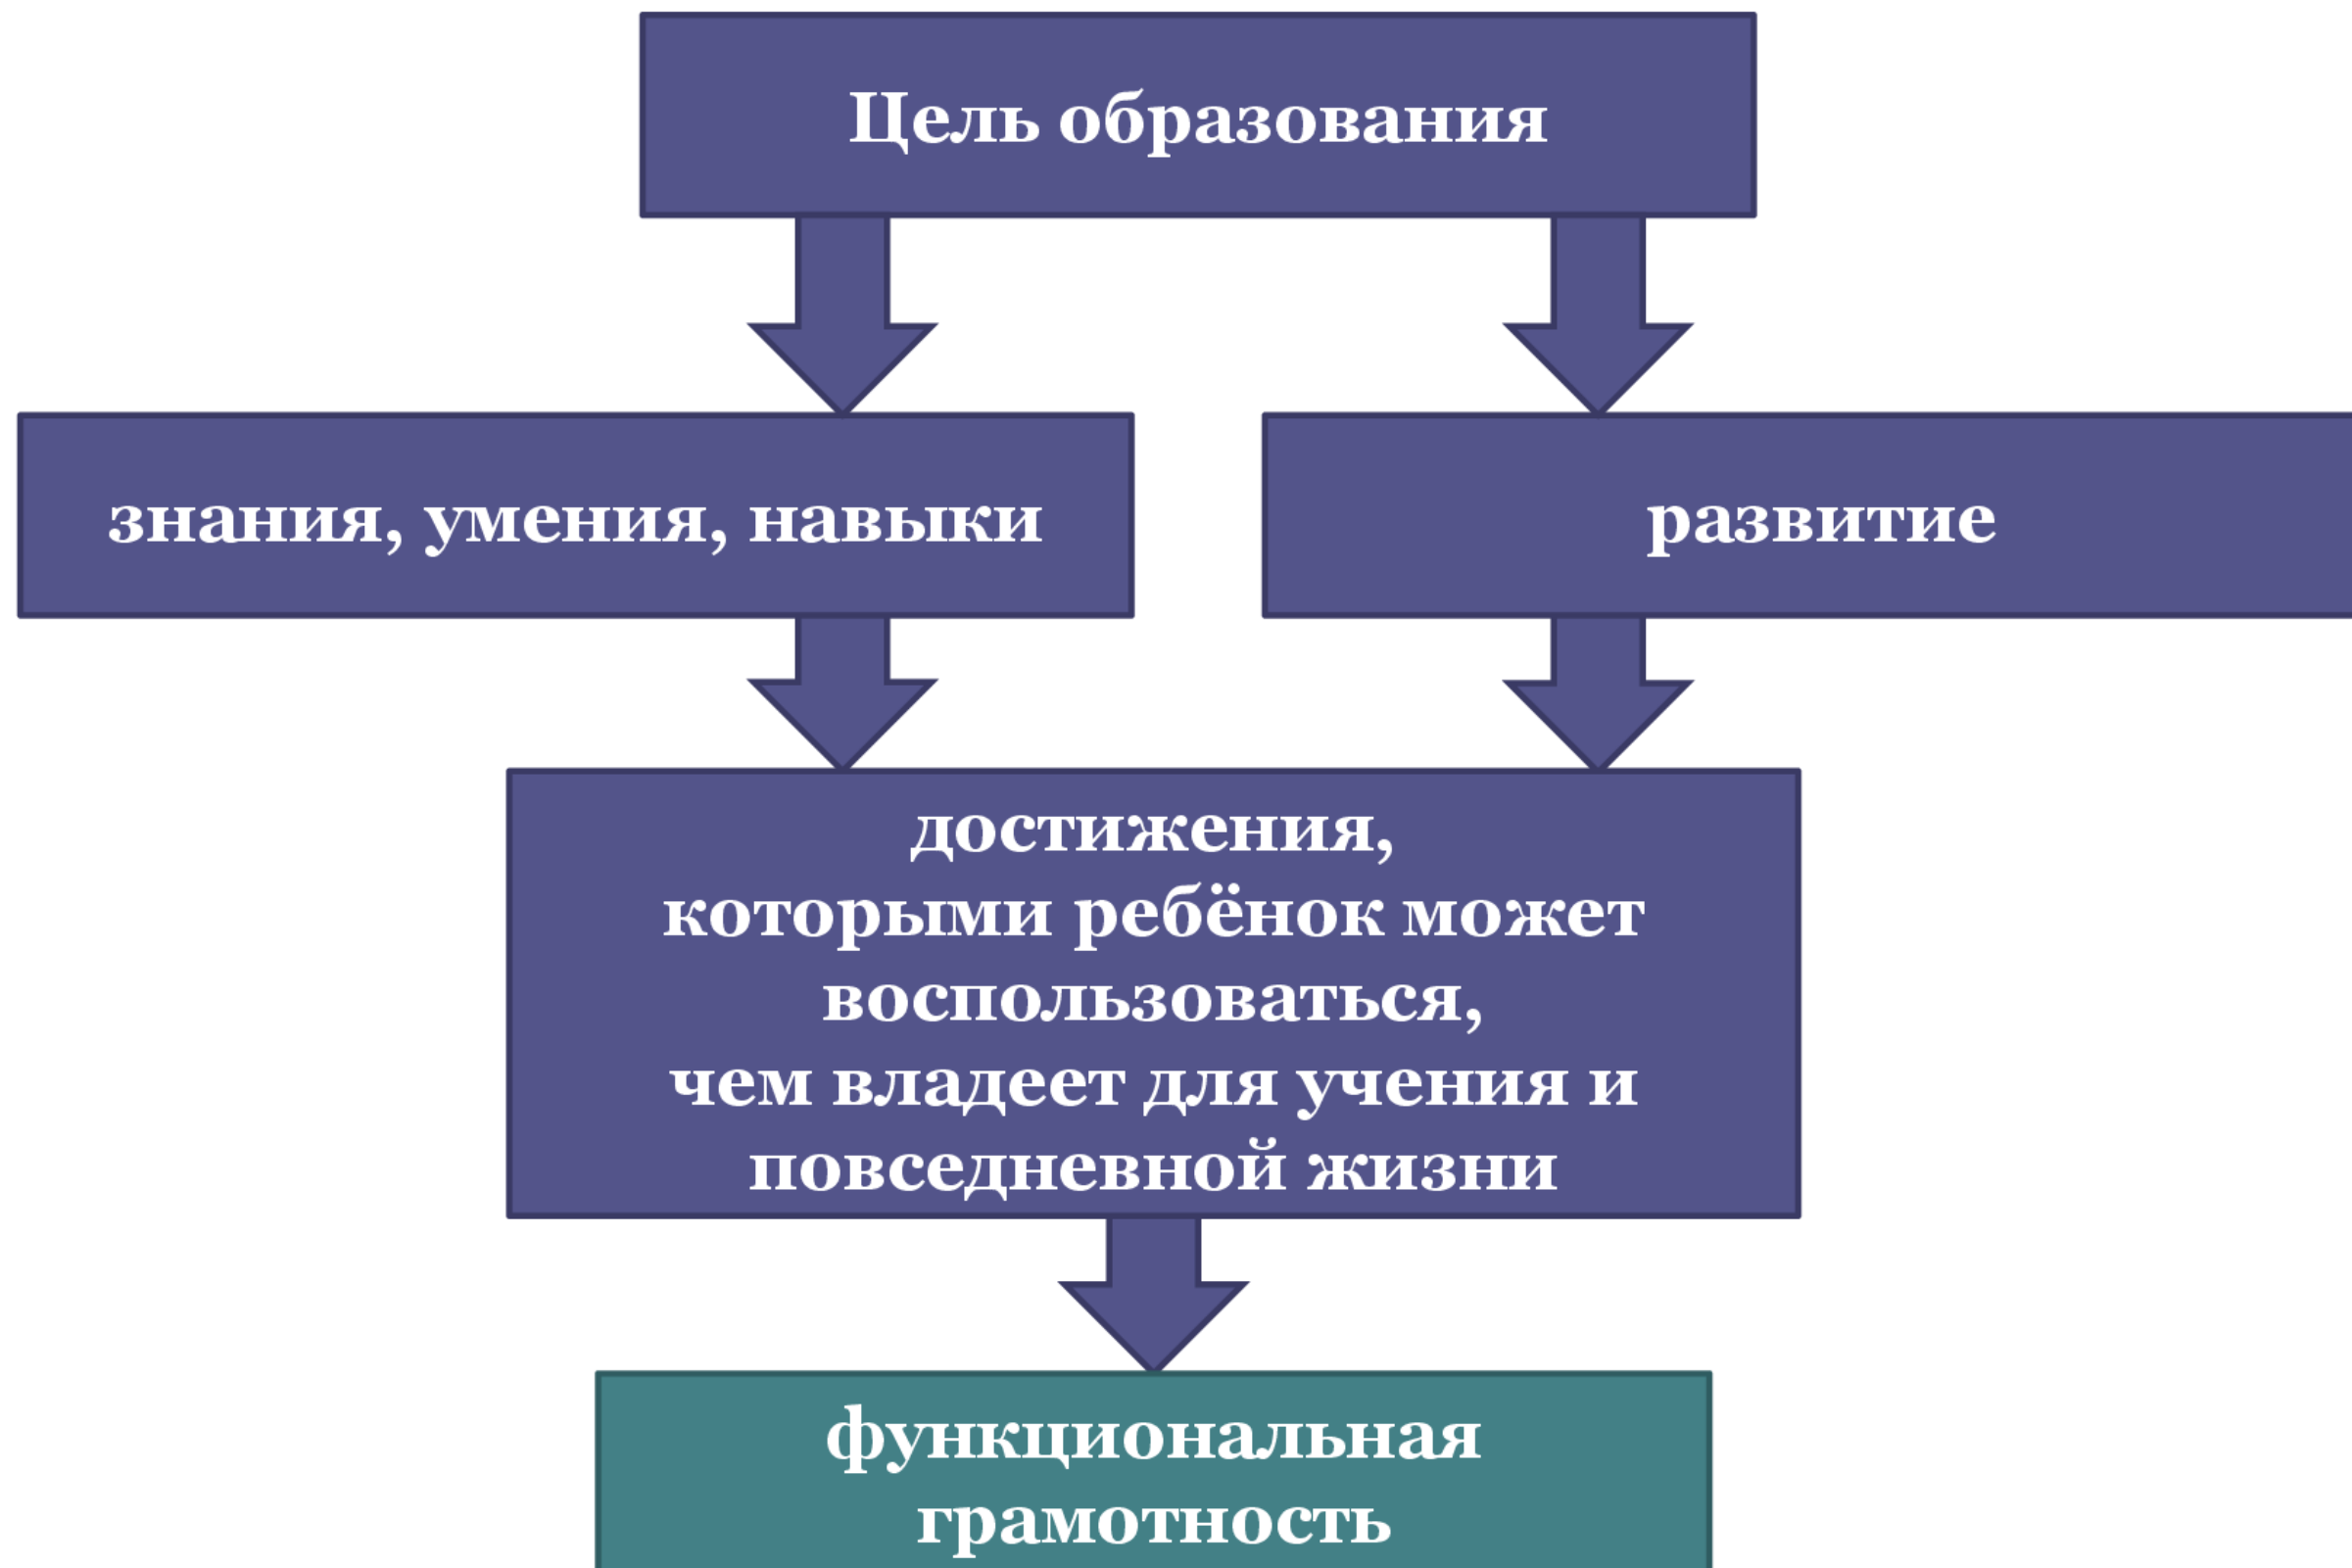 Цель образования
знания, умения, навыки
развитие
достижения,
которыми ребёнок может
воспользоваться,
чем владеет для учения и
повседневной жизни
функциональная
грамотность